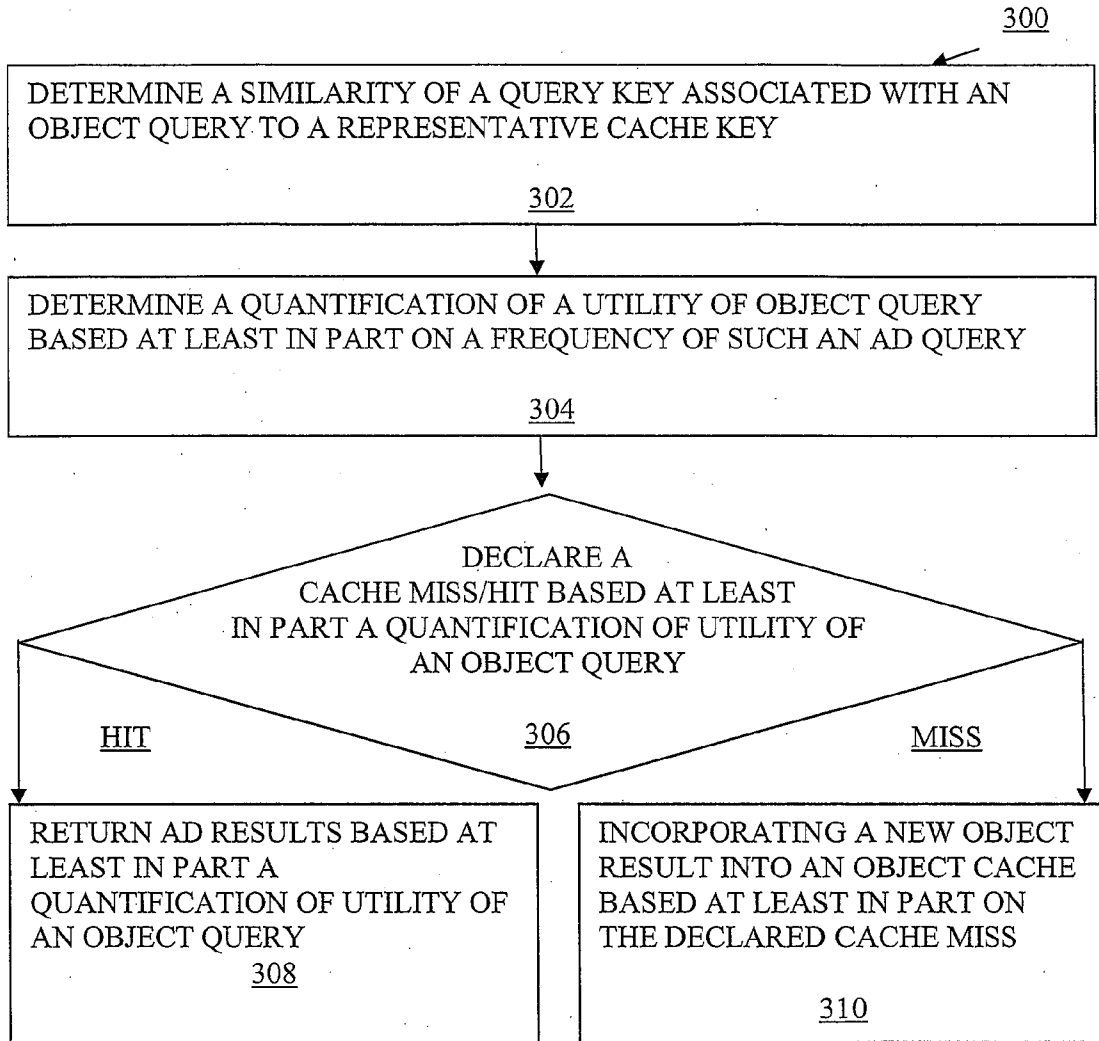 300
DETERMINE A SIMILARITY OF A QUERY KEY ASSOCIATED WITH AN
OBJECT QUERY TO A REPRESENTATIVE CACHE KEY
302
DETERMINE A QUANTIFICATION OF A UTILITY OF OBJECT QUERY
BASED AT LEAST IN PART ON A FREQUENCY OF SUCH AN AD QUERY
304
DECLARE A
CACHE MISS/HIT BASED AT LEAST
IN PART A QUANTIFICATION OF UTILITY OF
AN OBJECT QUERY
306
HIT
MISS
RETURN AD RESULTS BASED AT
LEAST IN PART A
QUANTIFICATION OF UTILITY OF
AN OBJECT QUERY
308
INCORPORATING A NEW OBJECT
RESULT INTO AN OBJECT CACHE
BASED AT LEAST IN PART ON
THE DECLARED CACHE MISS
310